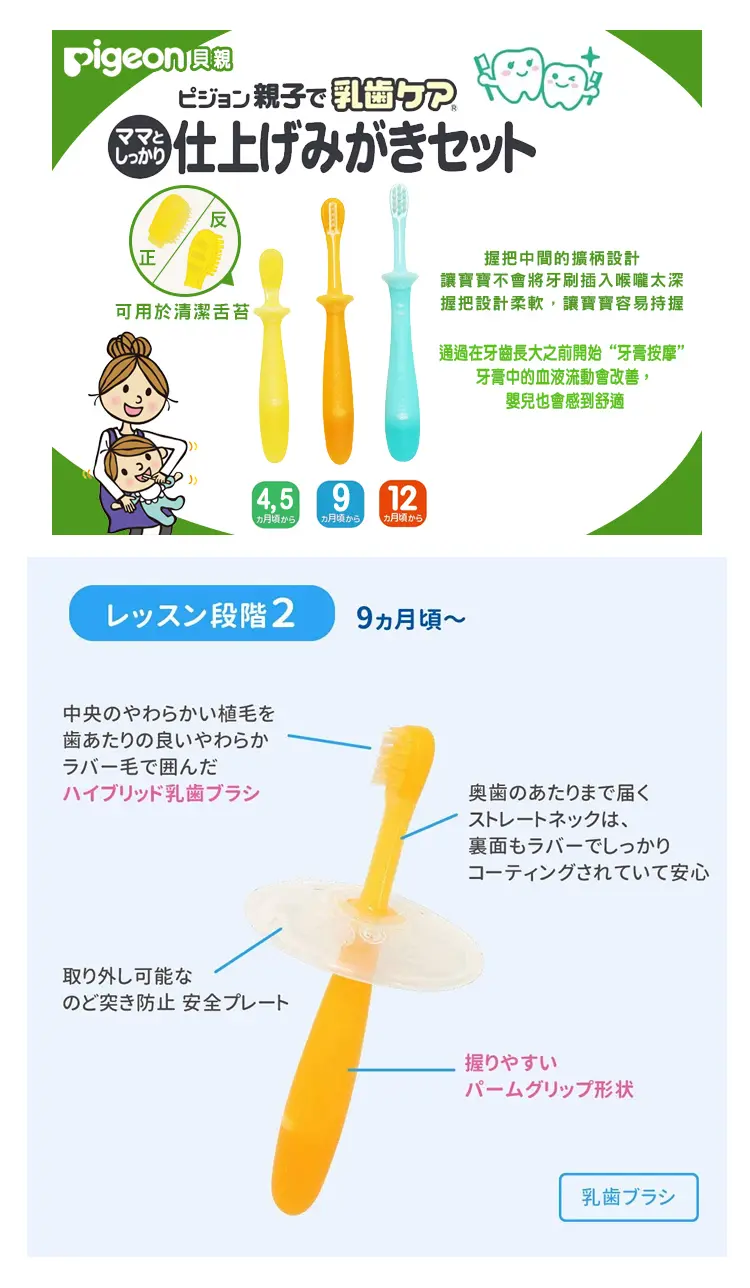 pigeon貝親
ピジョン 親子で 乳歯ケア®
ママと
しっかり
仕上げみがきセット
反
正
可用於清潔舌苔
握把中間的擴柄設計
讓寶寶不會將牙刷插入喉嚨太深
握把設計柔軟，讓寶寶容易持握
通過在牙齒長大之前開始“牙膏按摩”
牙膏中的血液流動會改善，
嬰兒也會感到舒適
4,5
カ月頃から
9
カ月頃から
12
カ月頃から
レッスン段階2
9ヵ月頃〜
中央のやわらかい植毛を
歯あたりの良いやわらか
ラバー毛で囲んだ
ハイブリッド乳歯ブラシ
奥歯のあたりまで届く
ストレートネックは、
裏面もラバーでしっかり
コーティングされていて安心
取り外し可能な
のど突き防止 安全プレート
握りやすい
パームグリップ形状
乳歯ブラシ